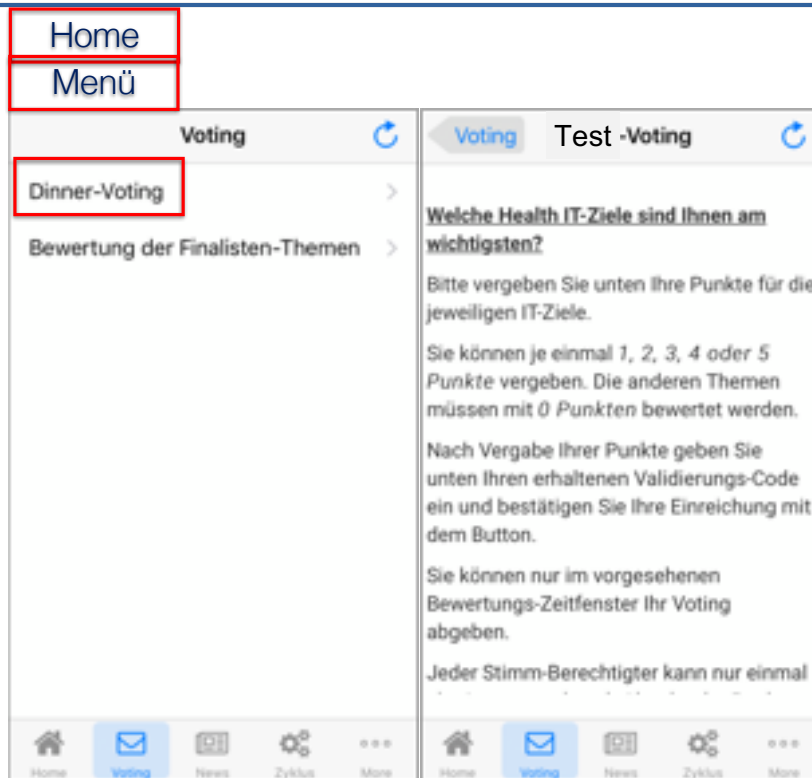 Home
Menü
Voting
Dinner-Voting
Bewertung der Finalisten-Themen
Home
Voting
News
Zyklus
More
Voting
Test -Voting
Welche Health IT-Ziele sind Ihnen am
wichtigsten?
Bitte vergeben Sie unten Ihre Punkte für die
jeweiligen IT-Ziele.
Sie können je einmal 1, 2, 3, 4 oder 5
Punkte vergeben. Die anderen Themen
müssen mit 0 Punkten bewertet werden.
Nach Vergabe Ihrer Punkte geben Sie
unten Ihren erhaltenen Validierungs-Code
ein und bestätigen Sie Ihre Einreichung mit
dem Button.
Sie können nur im vorgesehenen
Bewertungs-Zeitfenster Ihr Voting
abgeben.
Jeder Stimm-Berechtigter kann nur einmal
Home
Voting
News
Zyklus
More